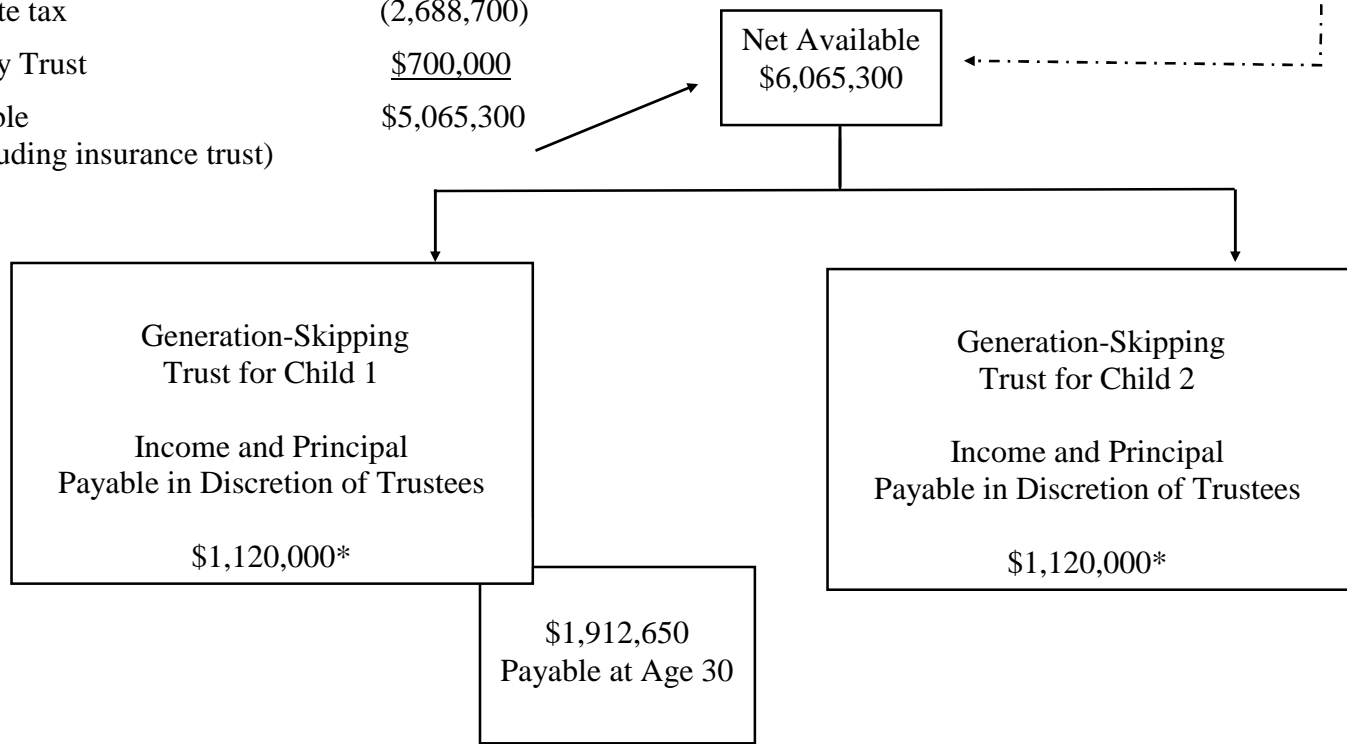 te tax (2,688,700)
y Trust $700,000
ble $5,065,300
uding insurance trust)
Net Available
$6,065,300
Generation-Skipping
Trust for Child 1
Income and Principal
Payable in Discretion of Trustees
$1,120,000*
$1,912,650
Payable at Age 30
Generation-Skipping
Trust for Child 2
Income and Principal
Payable in Discretion of Trustees
$1,120,000*